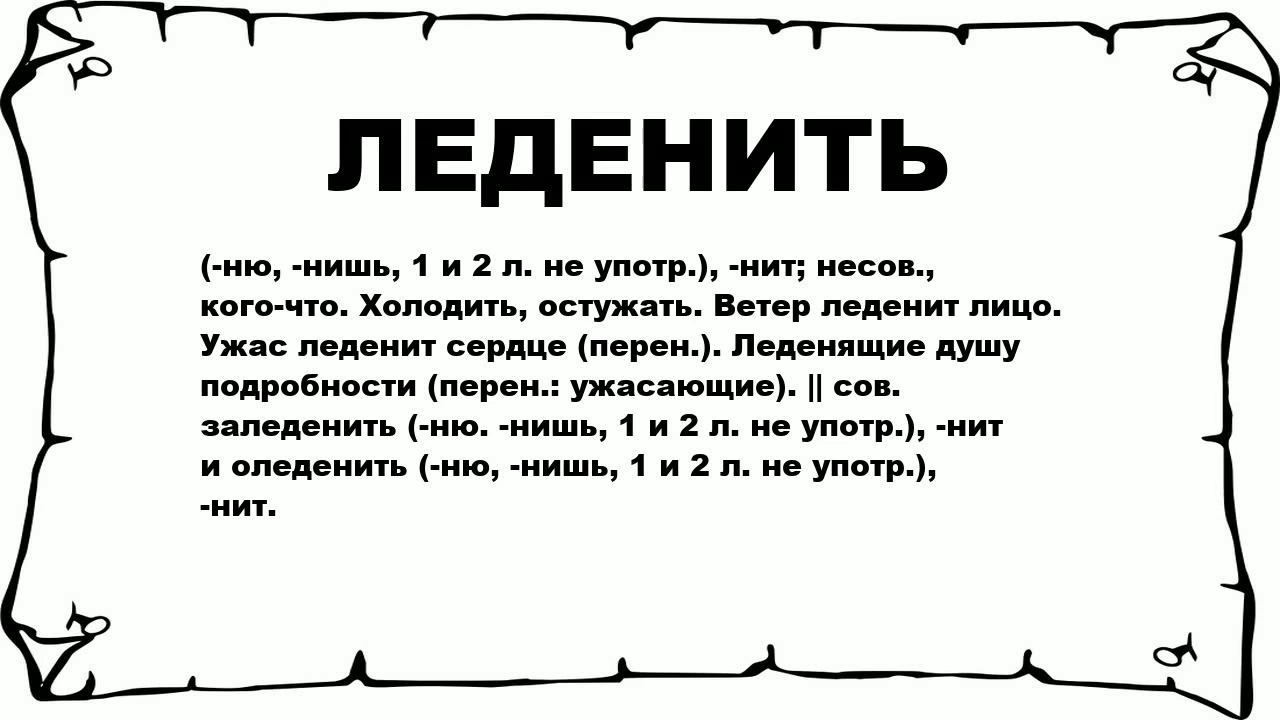 ЛЕДЕНИТЬ
(-ню, -нишь, 1 и 2 л. не употр.), -нит; несов.,
кого-что. Холодить, остужать. Ветер леденит лицо.
Ужас леденит сердце (перен.). Леденящие душу
подробности (перен.: ужасающие). || сов.
заледенить (-ню. -нишь, 1 и 2 л. не употр.), -нит
и оледенить (-ню, -нишь, 1 и 2 л. не употр.),
-нит.